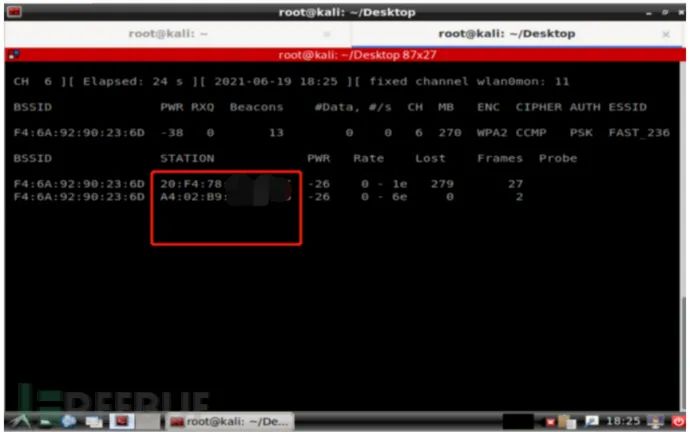 root@kali: ~/Desktop
root@kali: ~
root@kali: ~/Desktop
root@kali: ~/Desktop 87x27
CH 6 ][ Elapsed: 24 s ][ 2021-06-19 18:25 ][ fixed channel wlan0mon: 11
BSSID PWR RXQ Beacons #Data, #/s CH MB ENC CIPHER AUTH ESSID
F4:6A:92:90:23:6D -38 0 13 0 0 6 270 WPA2 CCMP PSK FAST_236
BSSID STATION PWR Rate Lost Frames Probe
F4:6A:92:90:23:6D 20:F4:78: -26 0 - 1e 279 27
F4:6A:92:90:23:6D A4:02:B9: -26 0 - 6e 0 2
root@kali: ~/De...
18:25